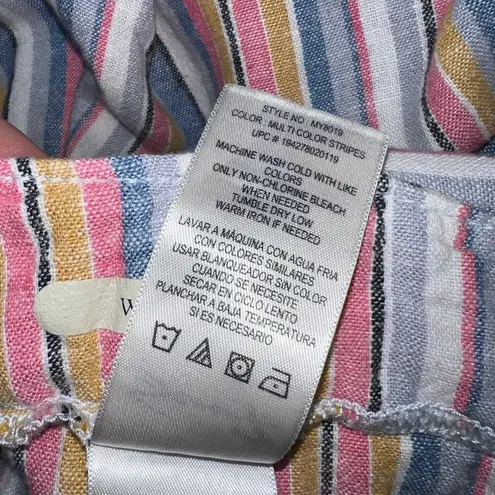 STYLE NO: MY8019
COLOR: MULTI COLOR STRIPES
UPC # 194278020119
MACHINE WASH COLD WITH LIKE
COLORS
ONLY NON-CHLORINE BLEACH
WHEN NEEDED
TUMBLE DRY LOW
WARM IRON IF NEEDED
LAVAR A MÁQUINA CON AGUA FRIA
CON COLORES SIMILARES
USAR BLANQUEADOR SIN COLOR
CUANDO SE NECESITE
SECAR EN CICLO LENTO
PLANCHAR A BAJA TEMPERATURA
SI ES NECESARIO
W